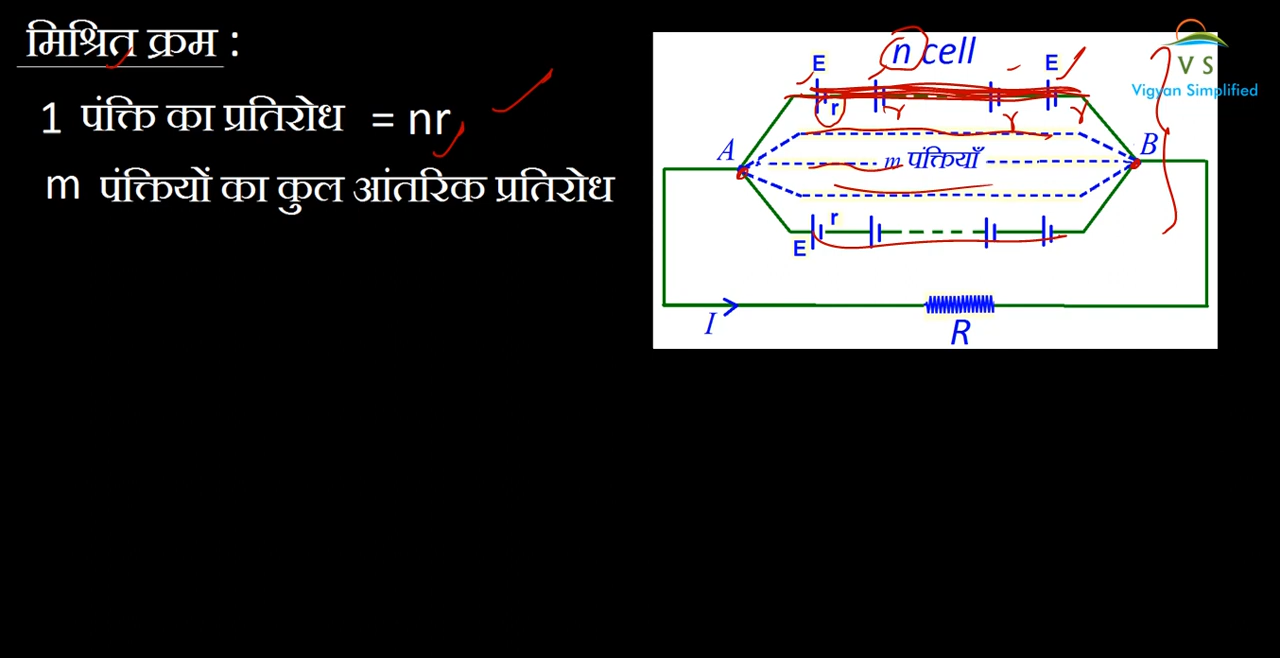 मिश्रित क्रम :
1 पंक्ति का प्रतिरोध = nr
m पंक्तियों का कुल आंतरिक प्रतिरोध
n cell
E E
r r r r
A m पंक्तियाँ B
r
E
I R
V S
Vigyan Simplified